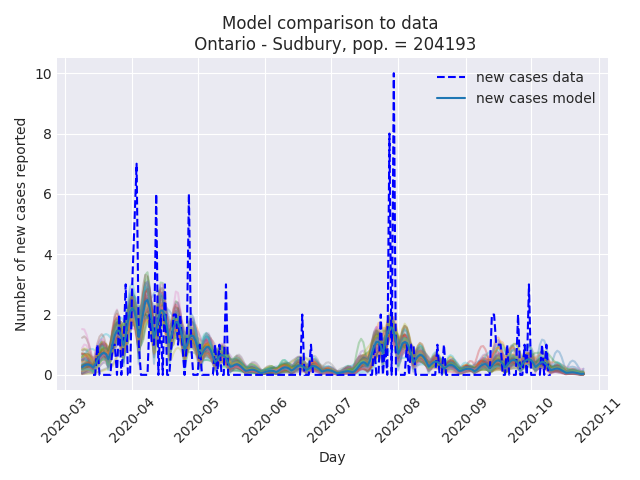 Model comparison to data
Ontario - Sudbury, pop. = 204193
new cases data
new cases model
Number of new cases reported
10
8
6
4
2
0
2020-03
2020-04
2020-05
2020-06
2020-07
2020-08
2020-09
2020-10
2020-11
Day